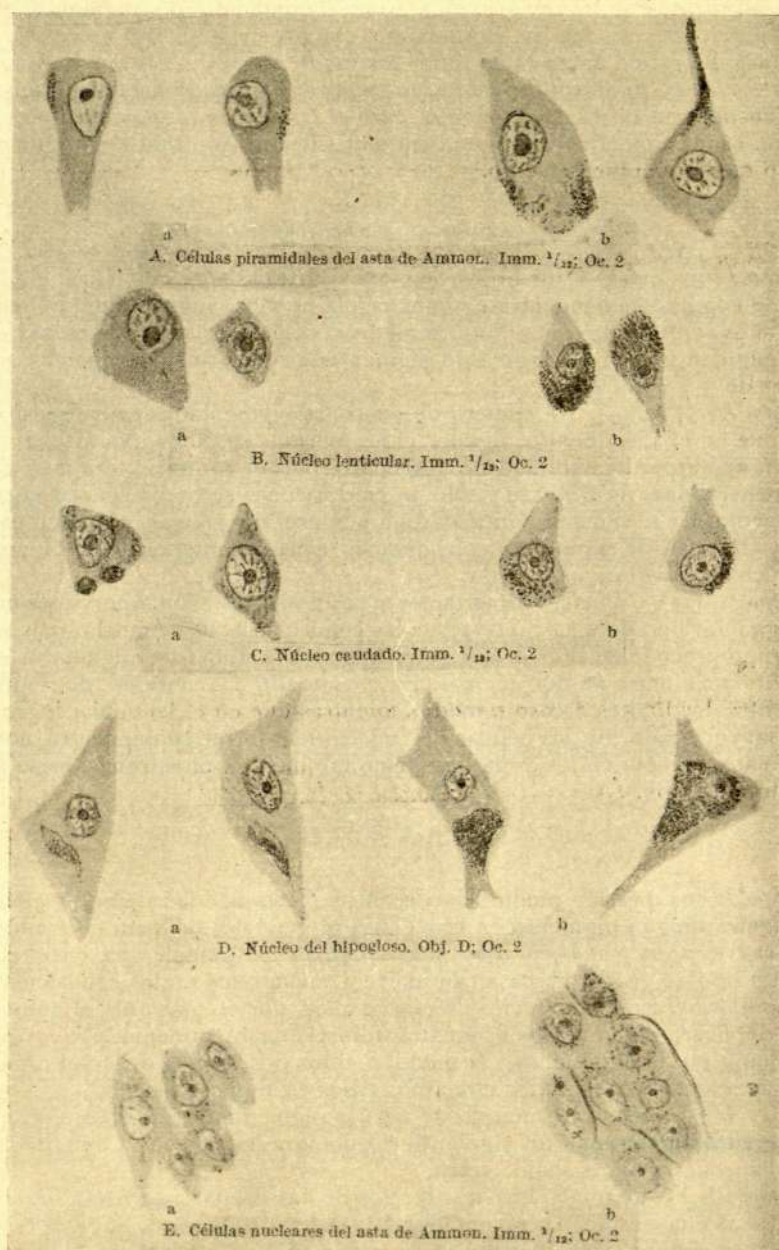 a b
A. Células piramidales del asta de Ammon. Imm. ¹/₁₂; Oc. 2
a b
B. Núcleo lenticular. Imm. ¹/₁₂; Oc. 2
a b
C. Núcleo caudado. Imm. ¹/₁₂; Oc. 2
a b
D. Núcleo del hipogloso. Obj. D; Oc. 2
a b
E. Células nucleares del asta de Ammon. Imm. ¹/₁₂; Oc. 2